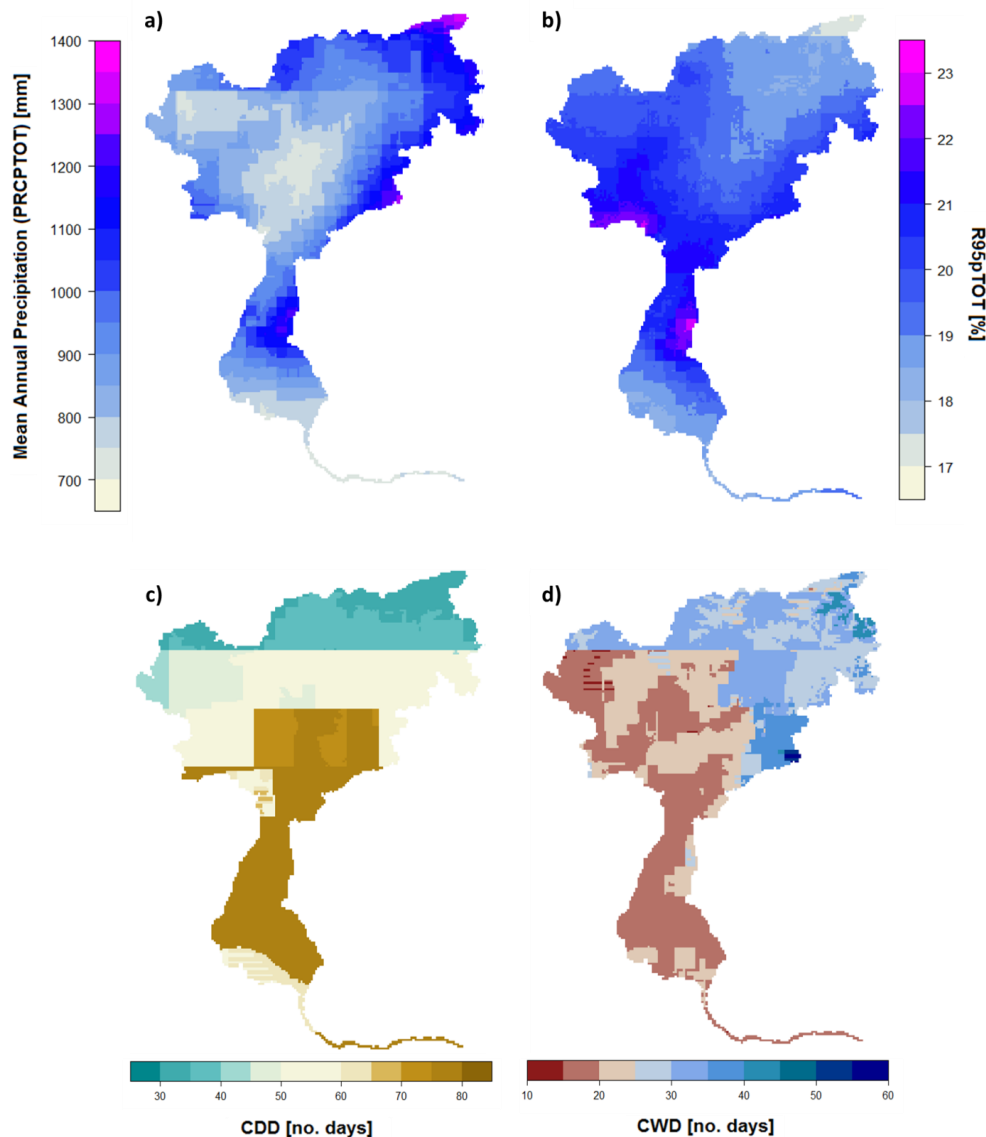 a)
b)
Mean Annual Precipitation (PRCPTOT) [mm]
1400
1300
1200
1100
1000
900
800
700
23
22
21
20
19
18
17
R95pTOT [%]
c)
d)
30 40 50 60 70 80
CDD [no. days]
10 20 30 40 50 60
CWD [no. days]